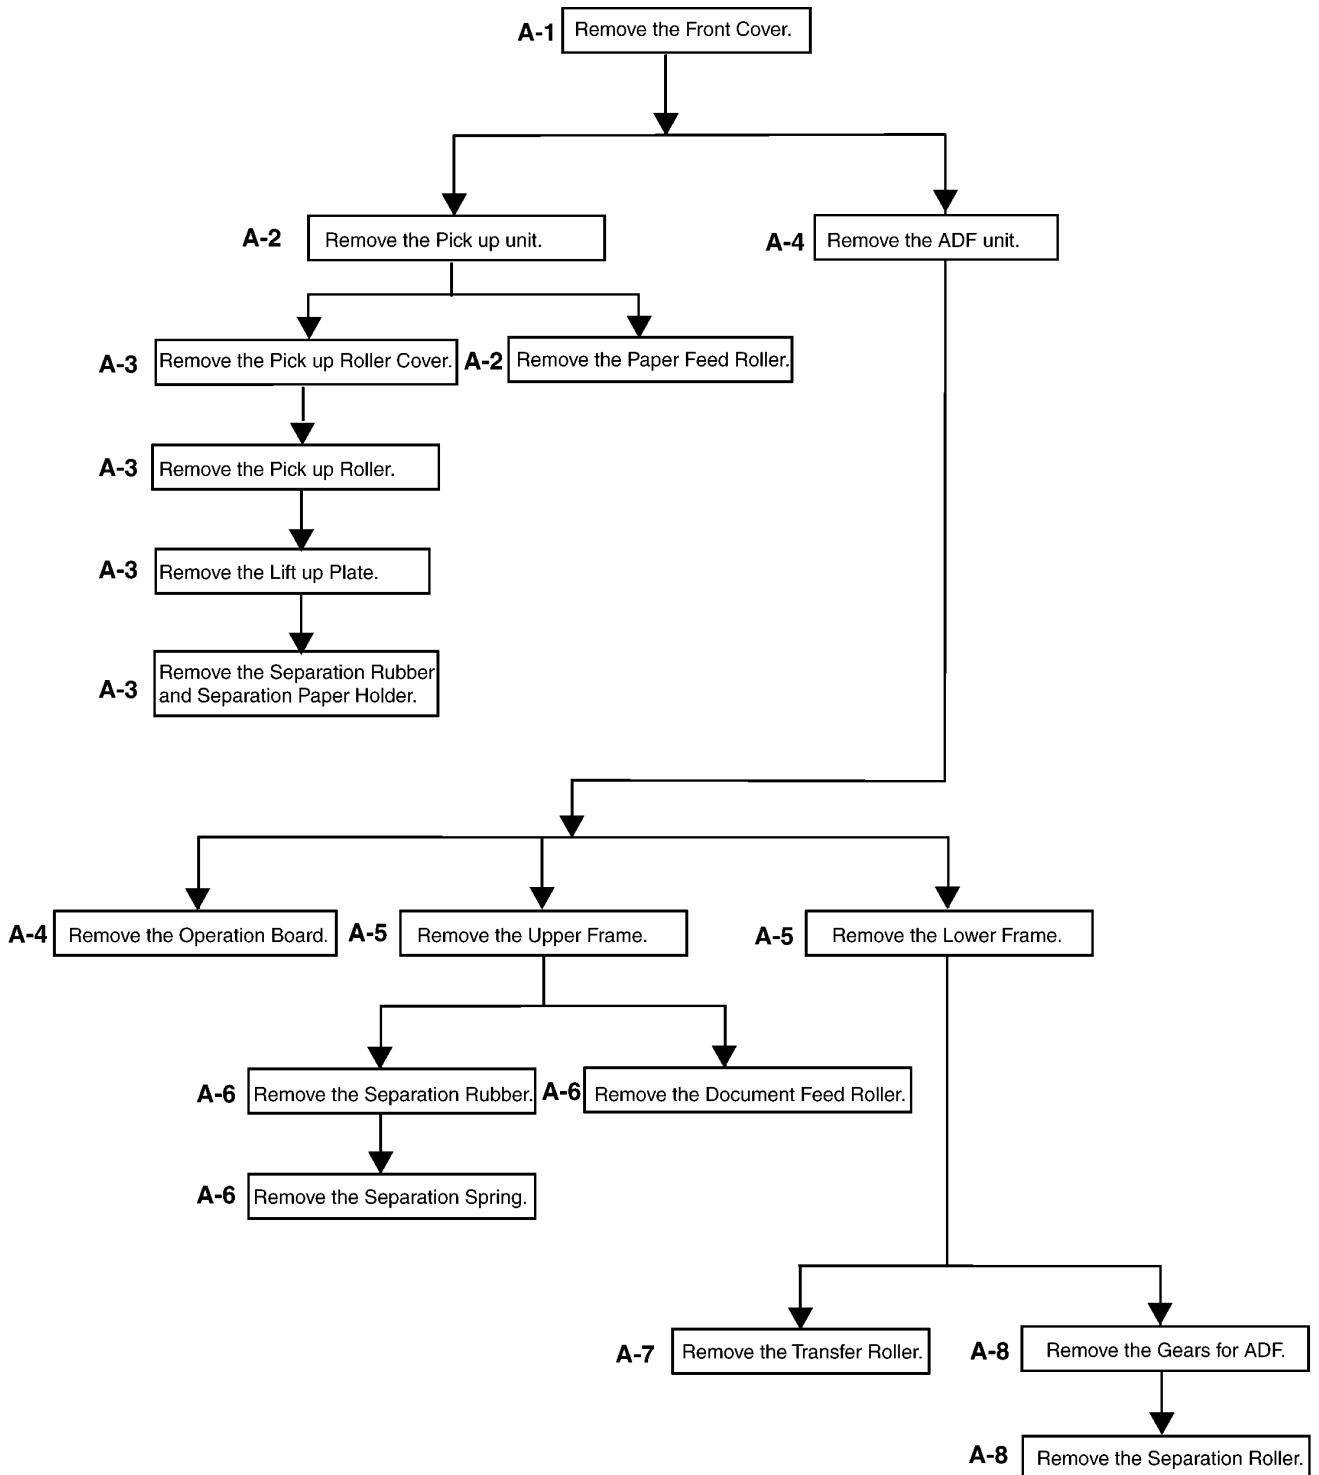 A-1 Remove the Front Cover.
A-2 Remove the Pick up unit.
A-4 Remove the ADF unit.
A-3 Remove the Pick up Roller Cover.
A-2 Remove the Paper Feed Roller.
A-3 Remove the Pick up Roller.
A-3 Remove the Lift up Plate.
A-3 Remove the Separation Rubber
and Separation Paper Holder.
A-4 Remove the Operation Board.
A-5 Remove the Upper Frame.
A-5 Remove the Lower Frame.
A-6 Remove the Separation Rubber.
A-6 Remove the Document Feed Roller.
A-6 Remove the Separation Spring.
A-7 Remove the Transfer Roller.
A-8 Remove the Gears for ADF.
A-8 Remove the Separation Roller.